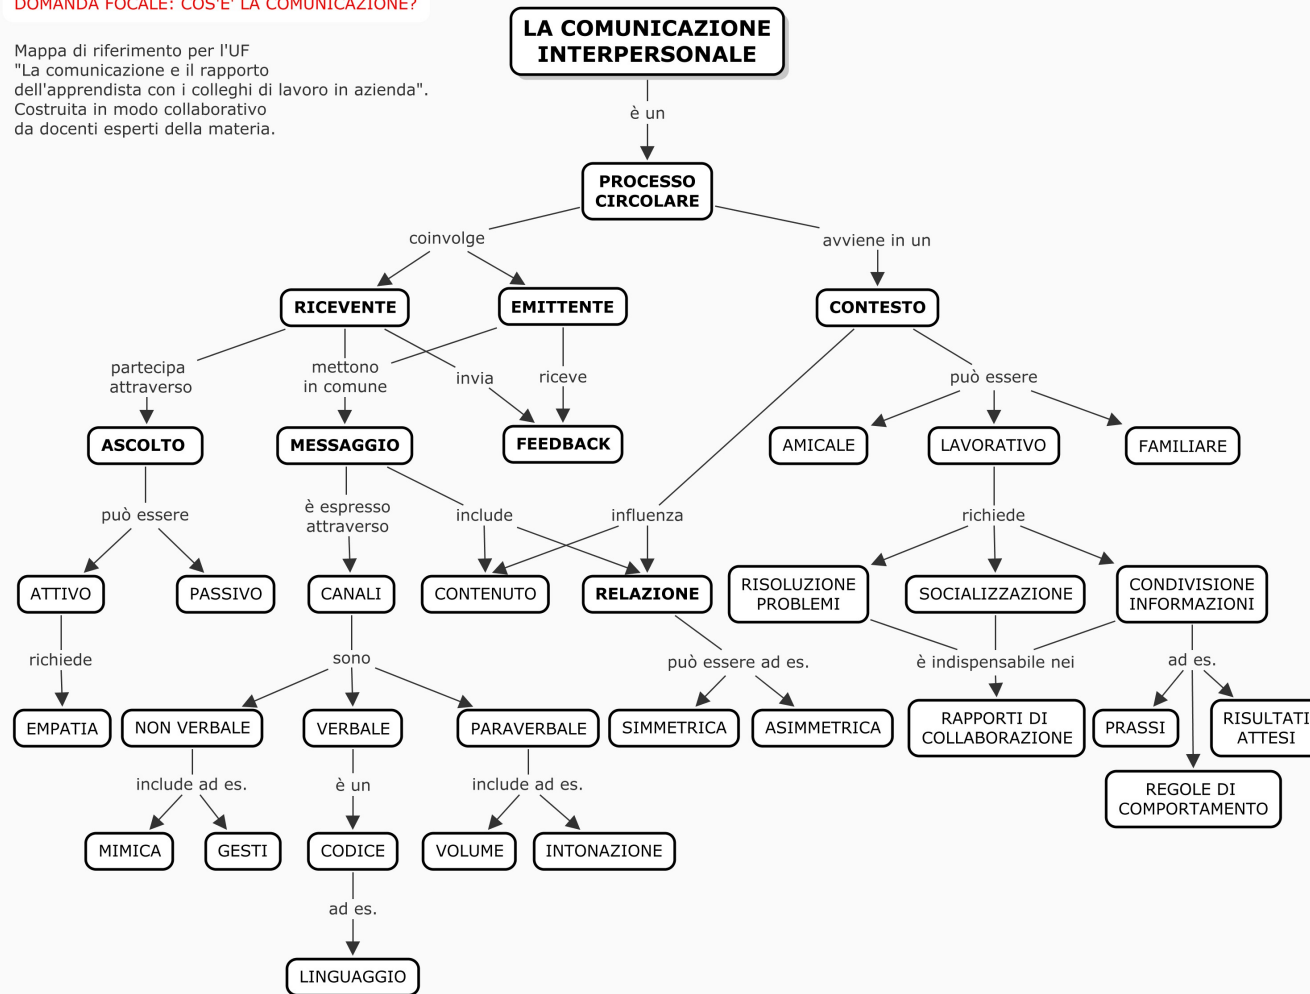 DOMANDA FOCALE: COS'E' LA COMUNICAZIONE?
Mappa di riferimento per l'UF
"La comunicazione e il rapporto
dell'apprendista con i colleghi di lavoro in azienda".
Costruita in modo collaborativo
da docenti esperti della materia.
LA COMUNICAZIONE
INTERPERSONALE
è un
PROCESSO
CIRCOLARE
coinvolge
avviene in un
RICEVENTE
EMITTENTE
CONTESTO
partecipa
attraverso
mettono
in comune
invia
riceve
può essere
ASCOLTO
MESSAGGIO
FEEDBACK
AMICALE
LAVORATIVO
FAMILIARE
può essere
è espresso
attraverso
include
influenza
richiede
ATTIVO
PASSIVO
CANALI
CONTENUTO
RELAZIONE
RISOLUZIONE
PROBLEMI
SOCIALIZZAZIONE
CONDIVISIONE
INFORMAZIONI
richiede
sono
può essere ad es.
è indispensabile nei
ad es.
EMPATIA
NON VERBALE
VERBALE
PARAVERBALE
SIMMETRICA
ASIMMETRICA
RAPPORTI DI
COLLABORAZIONE
PRASSI
RISULTATI
ATTESI
include ad es.
è un
include ad es.
REGOLE DI
COMPORTAMENTO
MIMICA
GESTI
CODICE
VOLUME
INTONAZIONE
ad es.
LINGUAGGIO